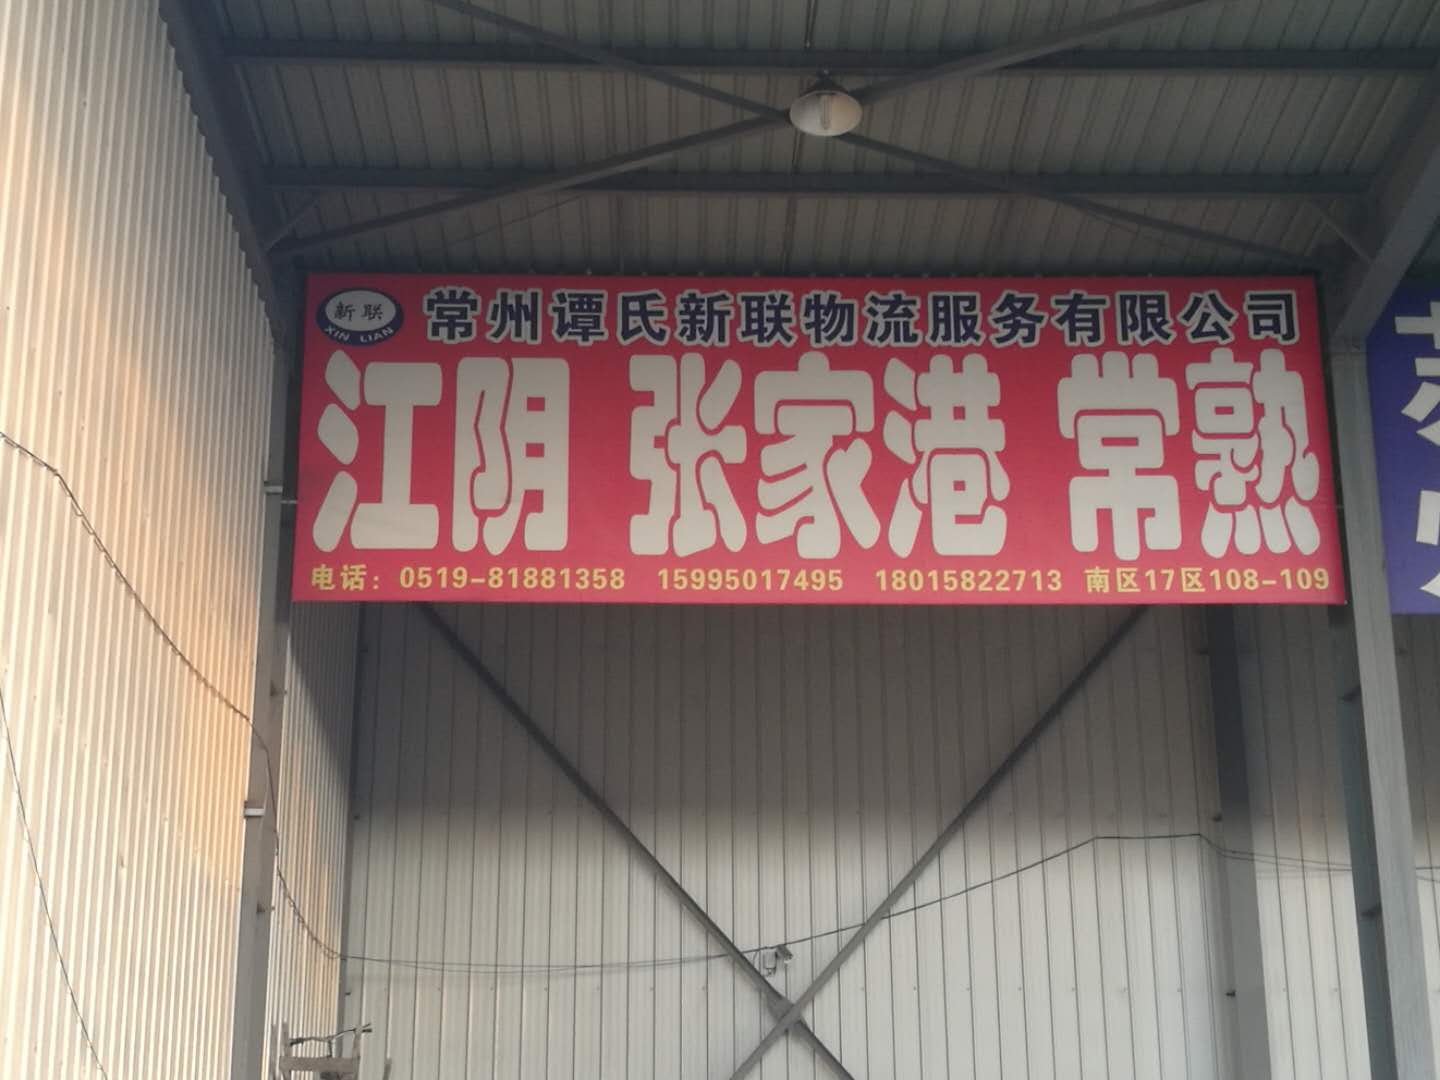 新联
XIN LIAN
常州谭氏新联物流服务有限公司
江阴 张家港 常熟
电话：0519-81881358 15995017495 18015822713 南区17区108-109